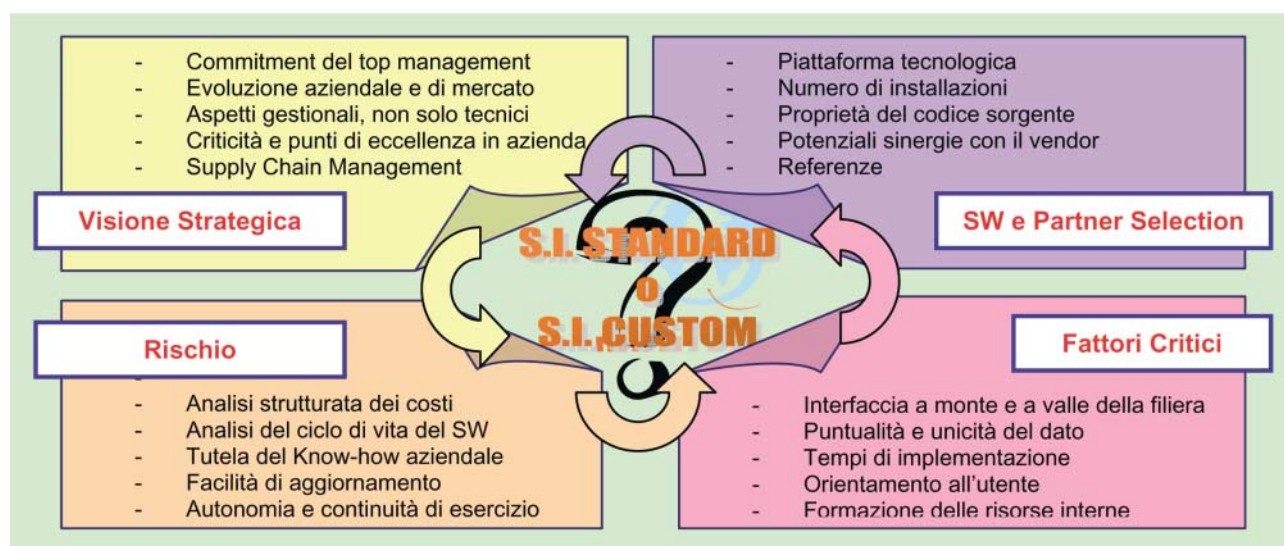 - Commitment del top management
- Evoluzione aziendale e di mercato
- Aspetti gestionali, non solo tecnici
- Criticità e punti di eccellenza in azienda
- Supply Chain Management
Visione Strategica
- Piattaforma tecnologica
- Numero di installazioni
- Proprietà del codice sorgente
- Potenziali sinergie con il vendor
- Referenze
SW e Partner Selection
?
S.I. STANDARD
O
S.I. CUSTOM
Rischio
-
- Analisi strutturata dei costi
- Analisi del ciclo di vita del SW
- Tutela del Know-how aziendale
- Facilità di aggiornamento
- Autonomia e continuità di esercizio
Fattori Critici
- Interfaccia a monte e a valle della filiera
- Puntualità e unicità del dato
- Tempi di implementazione
- Orientamento all'utente
- Formazione delle risorse interne